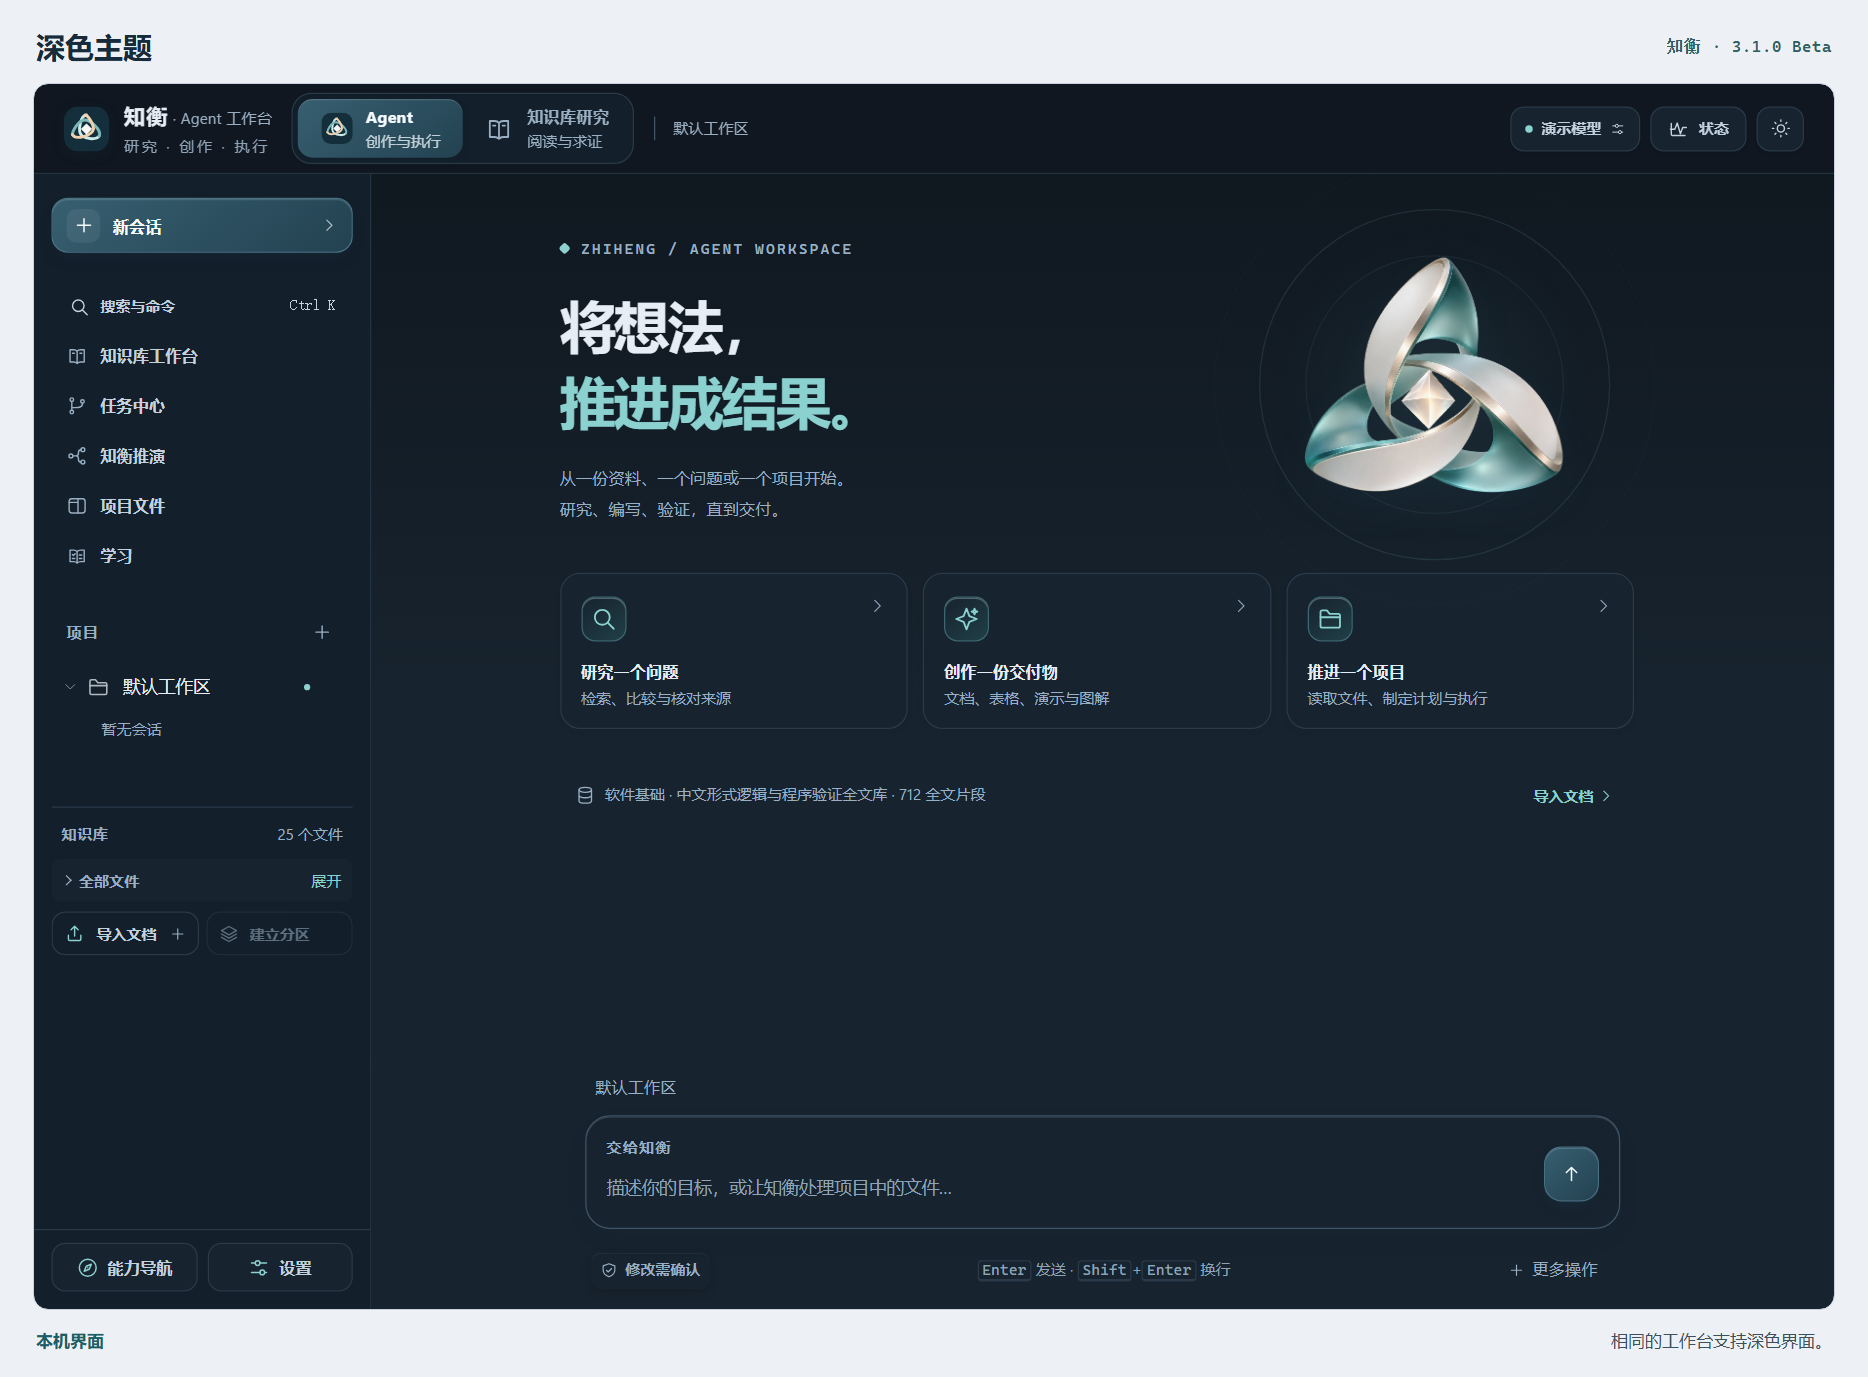 深色主题
知衡 · 3.1.0 Beta
知衡 · Agent 工作台
研究 · 创作 · 执行
Agent
创作与执行
知识库研究
阅读与求证
默认工作区
演示模型
状态
新会话
搜索与命令 Ctrl K
知识库工作台
任务中心
知衡推演
项目文件
学习
项目
默认工作区
暂无会话
知识库 25 个文件
全部文件 展开
导入文档
建立分区
能力导航
设置
ZHIHENG / AGENT WORKSPACE
将想法，
推进成结果。
从一份资料、一个问题或一个项目开始。
研究、编写、验证，直到交付。
研究一个问题
检索、比较与核对来源
创作一份交付物
文档、表格、演示与图解
推进一个项目
读取文件、制定计划与执行
软件基础 · 中文形式逻辑与程序验证全文库 · 712 全文片段
导入文档
默认工作区
交给知衡
描述你的目标，或让知衡处理项目中的文件...
修改需确认
Enter 发送 · Shift + Enter 换行
更多操作
本机界面
相同的工作台支持深色界面。